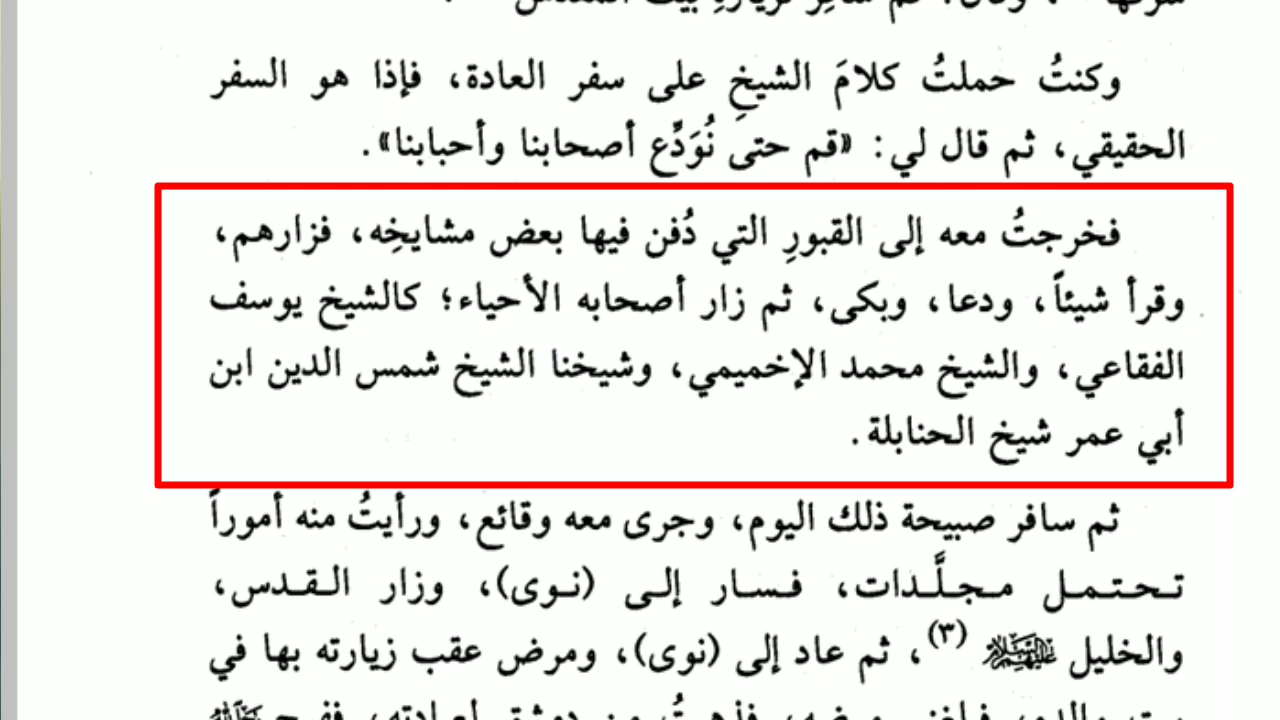 وكنتُ حملتُ كلامَ الشيخِ على سفر العادة، فإذا هو السفر
الحقيقي، ثم قال لي: «قم حتى نُوَدِّع أصحابنا وأحبابنا».
فخرجتُ معه إلى القبورِ التي دُفن فيها بعض مشايخِه، فزارهم،
وقرأ شيئاً، ودعا، وبكى، ثم زار أصحابه الأحياء؛ كالشيخ يوسف
الفقاعي، والشيخ محمد الإخميمي، وشيخنا الشيخ شمس الدين ابن
أبي عمر شيخ الحنابلة.
ثم سافر صبيحة ذلك اليوم، وجرى معه وقائع، ورأيتُ منه أموراً
تحتمل مجلَّدات، فسار إلى (نوى)، وزار القدس،
والخليل (٣)، ثم عاد إلى (نوى)، ومرض عقب زيارته بها في